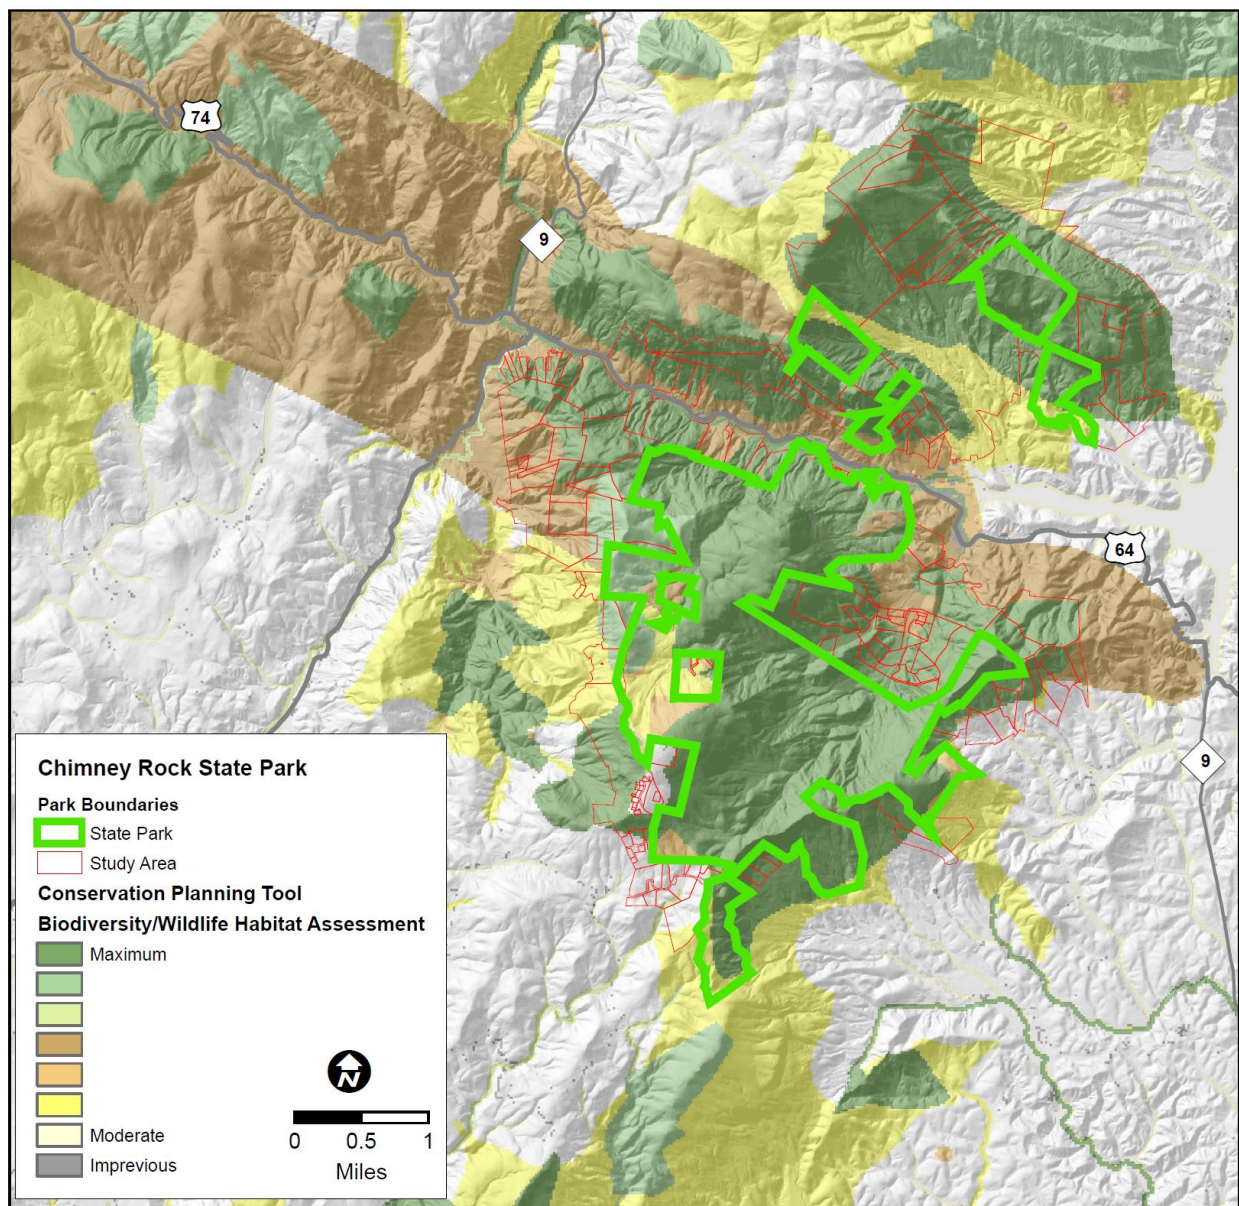 74
9
64
9
Chimney Rock State Park
Park Boundaries
State Park
Study Area
Conservation Planning Tool
Biodiversity/Wildlife Habitat Assessment
Maximum
Moderate
Imprevious
N
0 0.5 1
Miles